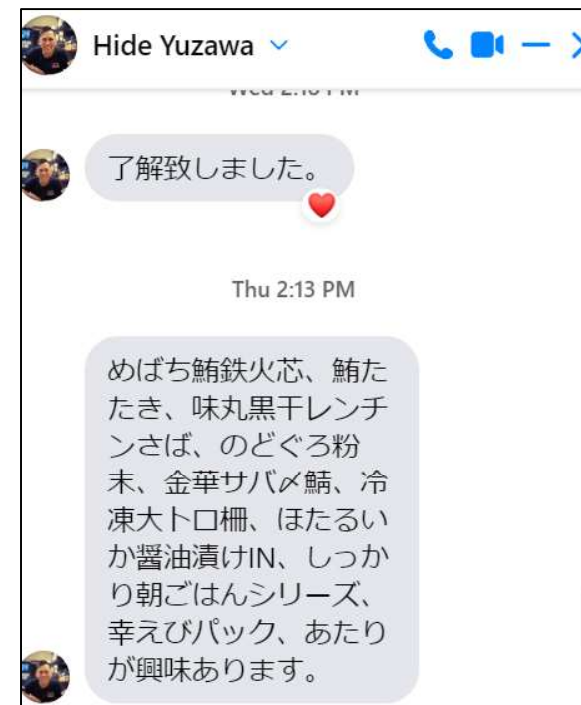 Hide Yuzawa
了解致しました。
Thu 2:13 PM
めばち鮪鉄火芯、鮪た
たき、味丸黒干レンチ
ンさば、のどぐろ粉
末、金華サバ〆鯖、冷
凍大トロ柵、ほたるい
か醤油漬けIN、しっか
り朝ごはんシリーズ、
幸えびパック、あたり
が興味あります。